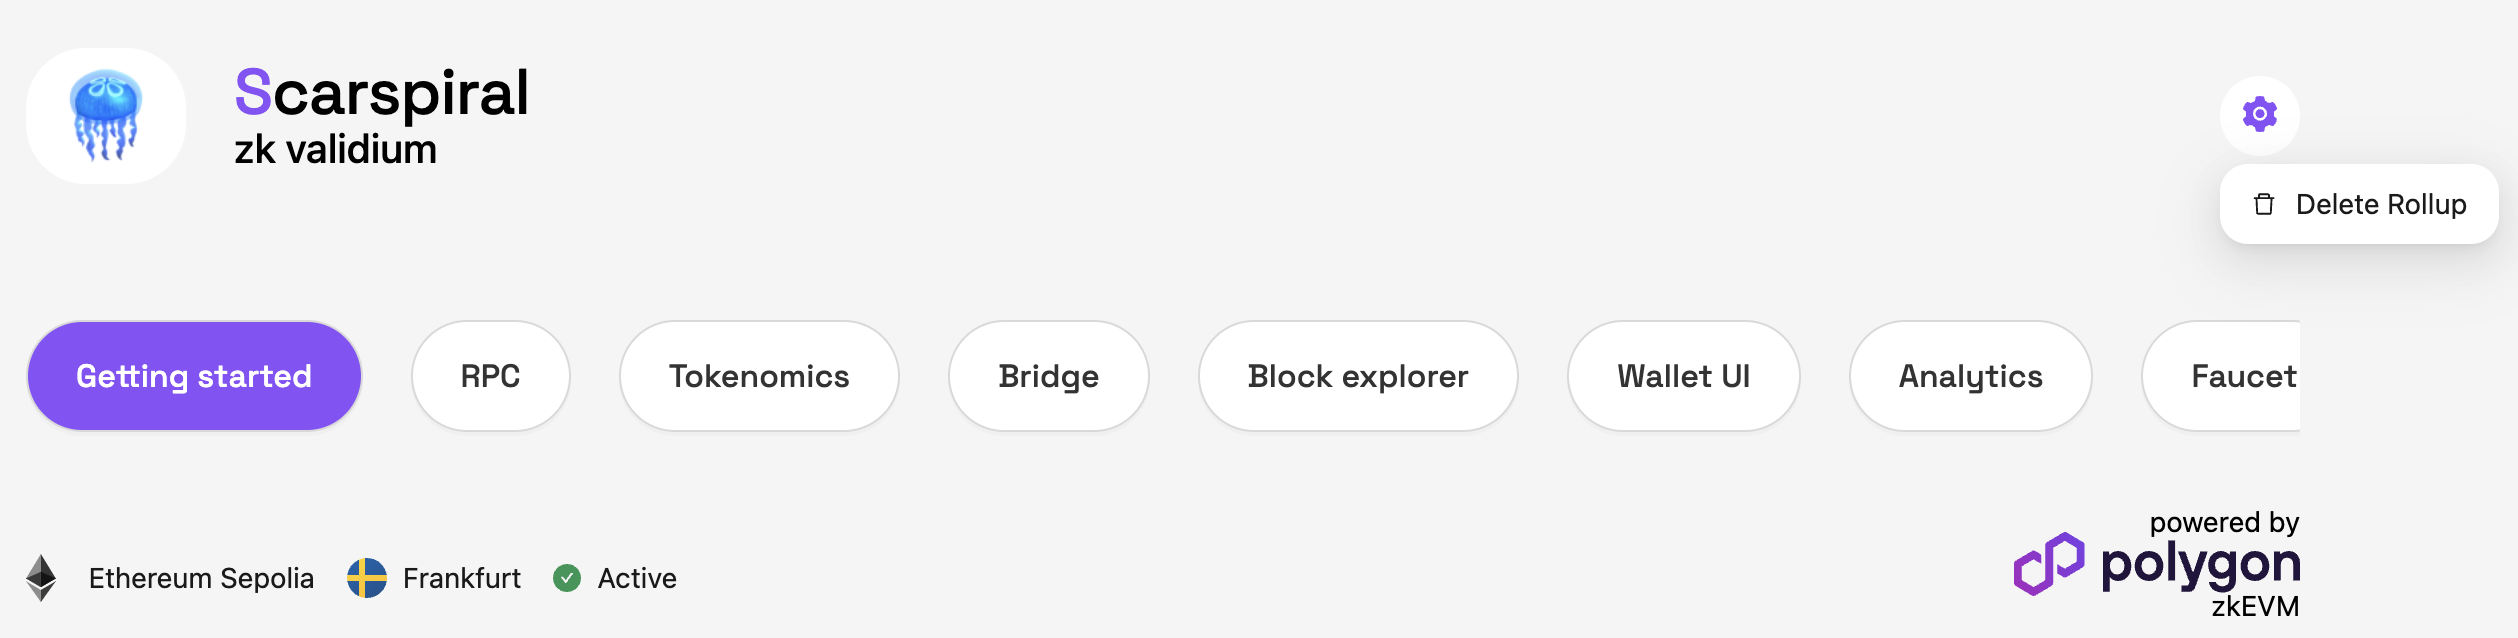 Scarspiral
zk validium
Delete Rollup
Getting started
RPC
Tokenomics
Bridge
Block explorer
Wallet UI
Analytics
Faucet
Ethereum Sepolia
Frankfurt
Active
powered by
polygon
zkEVM